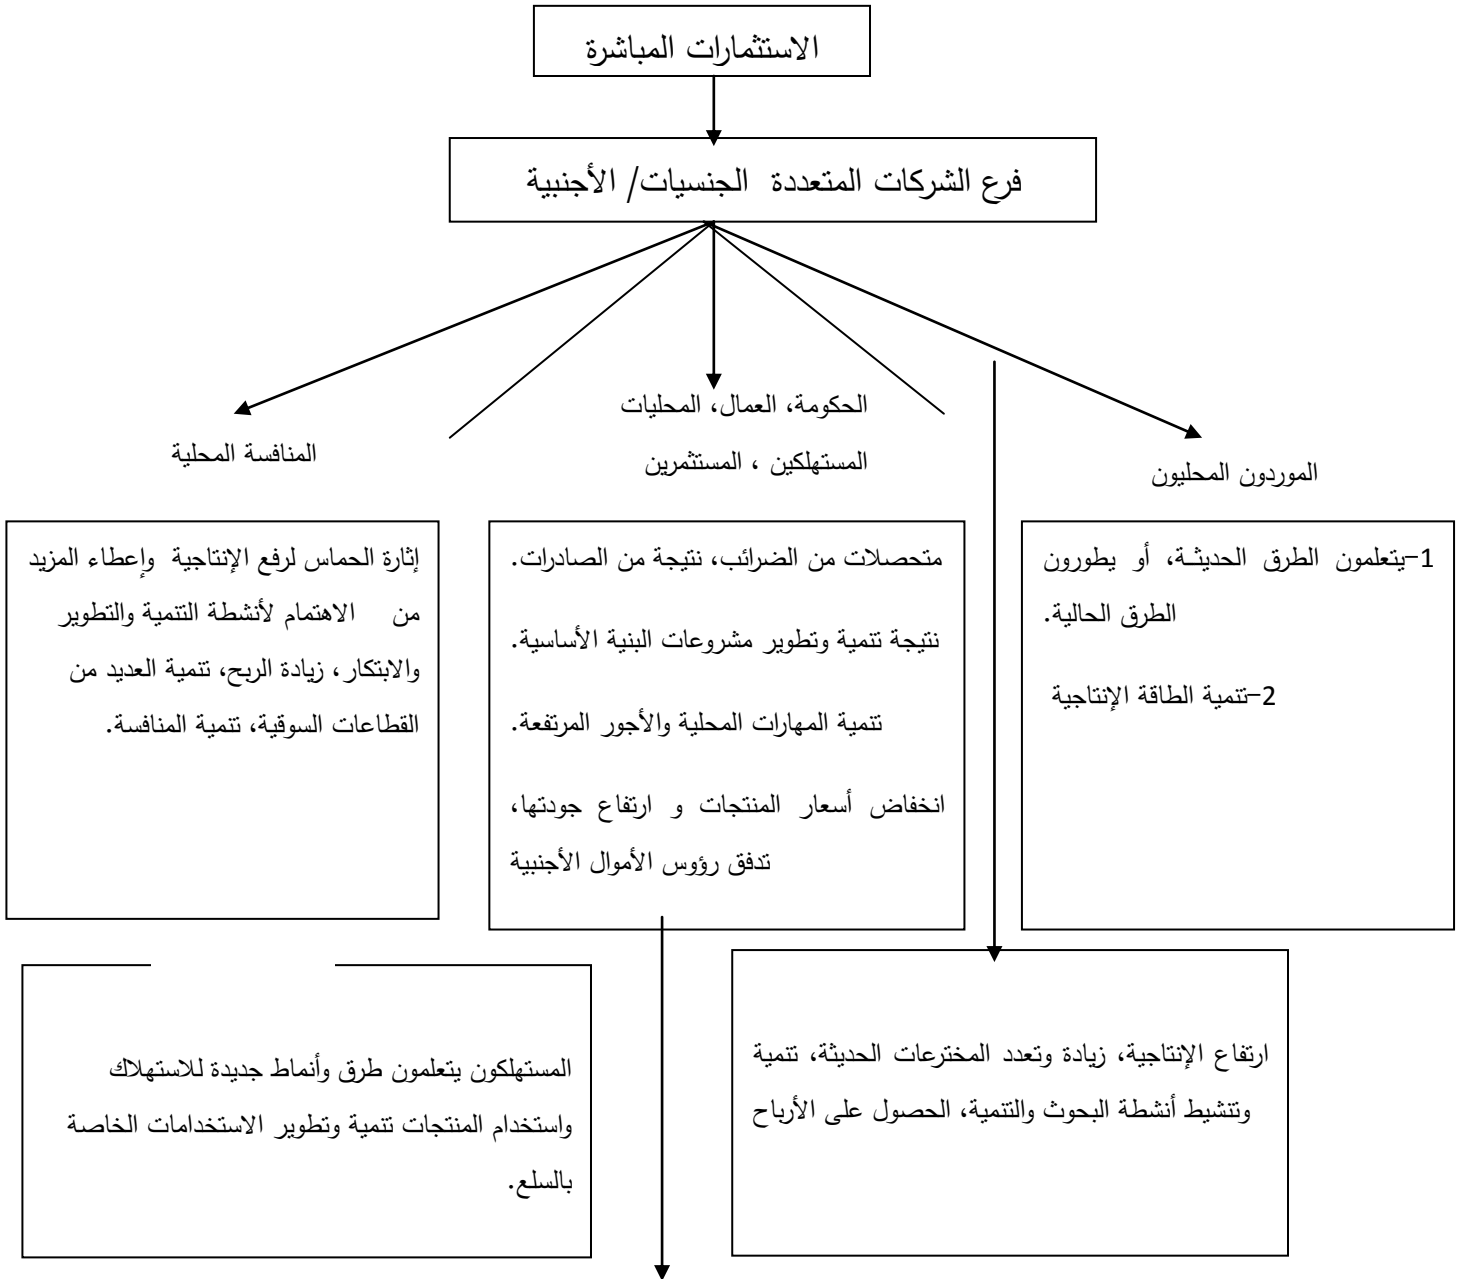 الاستثمارات المباشرة
فرع الشركات المتعددة الجنسيات/ الأجنبية
الموردون المحليون
الحكومة، العمال، المحليات
المستهلكين ، المستثمرين
المنافسة المحلية
1-يتعلمون الطرق الحديثة، أو يطورون
الطرق الحالية.
2-تنمية الطاقة الإنتاجية
متحصلات من الضرائب، نتيجة من الصادرات.
نتيجة تنمية وتطوير مشروعات البنية الأساسية.
تنمية المهارات المحلية والأجور المرتفعة.
انخفاض أسعار المنتجات و ارتفاع جودتها،
تدفق رؤوس الأموال الأجنبية
إثارة الحماس لرفع الإنتاجية وإعطاء المزيد
من الاهتمام لأنشطة التنمية والتطوير
والابتكار، زيادة الربح، تنمية العديد من
القطاعات السوقية، تنمية المنافسة.
ارتفاع الإنتاجية، زيادة وتعدد المخترعات الحديثة، تنمية
وتنشيط أنشطة البحوث والتنمية، الحصول على الأرباح
المستهلكون يتعلمون طرق وأنماط جديدة للاستهلاك
واستخدام المنتجات تنمية وتطوير الاستخدامات الخاصة
بالسلع.